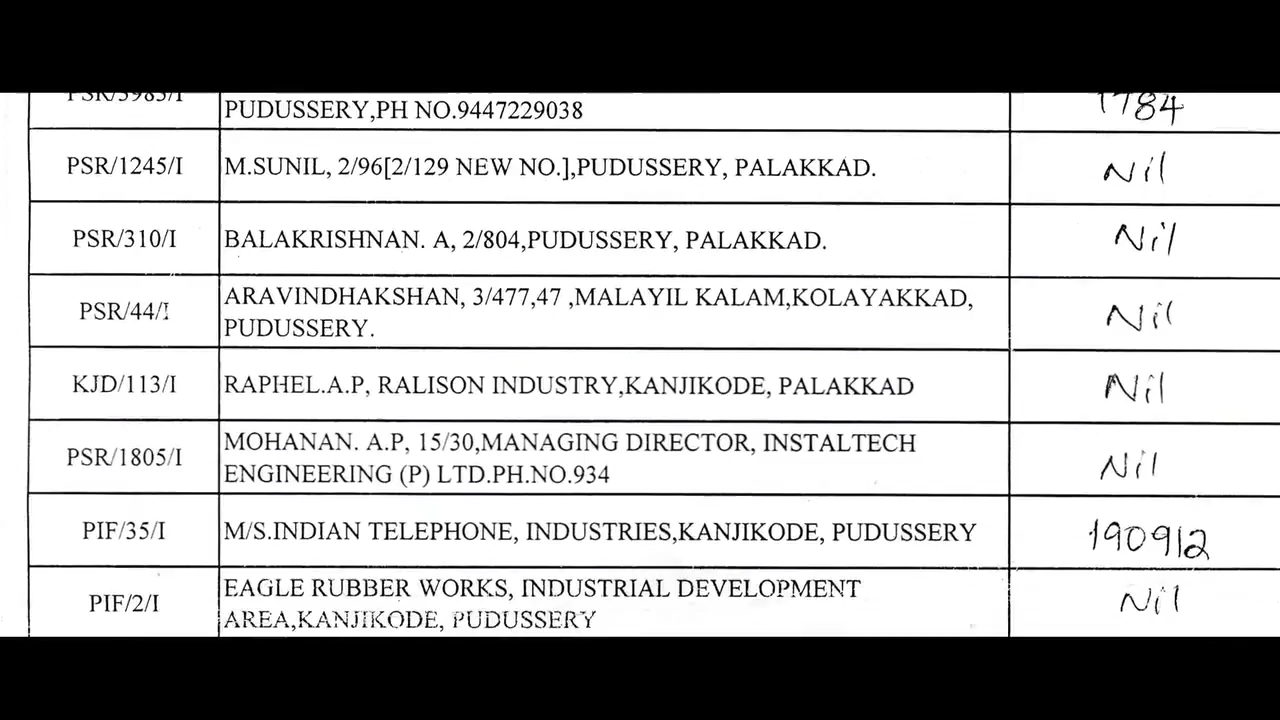 PSR/3985/I
PUDUSSERY,PH NO.9447229038
1784
PSR/1245/I
M.SUNIL, 2/96[2/129 NEW NO.],PUDUSSERY, PALAKKAD.
Nil
PSR/310/I
BALAKRISHNAN. A, 2/804,PUDUSSERY, PALAKKAD.
Nil
PSR/44/I
ARAVINDHAKSHAN, 3/477,47 ,MALAYIL KALAM,KOLAYAKKAD,
PUDUSSERY.
Nil
KJD/113/I
RAPHEL.A.P, RALISON INDUSTRY,KANJIKODE, PALAKKAD
Nil
PSR/1805/I
MOHANAN. A.P, 15/30,MANAGING DIRECTOR, INSTALTECH
ENGINEERING (P) LTD.PH.NO.934
Nil
PIF/35/I
M/S.INDIAN TELEPHONE, INDUSTRIES,KANJIKODE, PUDUSSERY
190912
PIF/2/I
EAGLE RUBBER WORKS, INDUSTRIAL DEVELOPMENT
AREA,KANJIKODE, PUDUSSERY
Nil